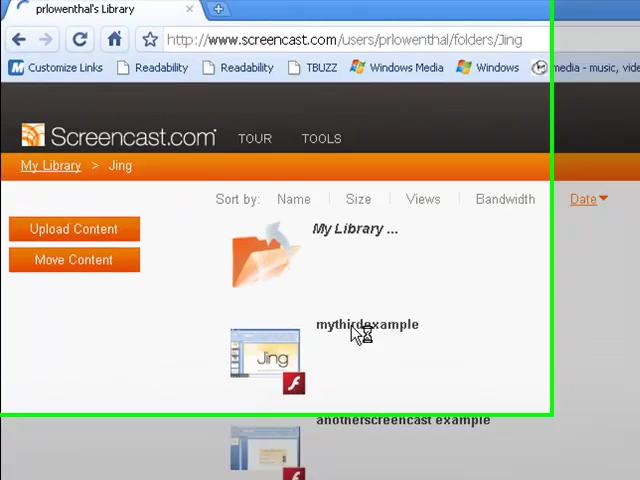 prlowenthal's Library
http://www.screencast.com/users/prlowenthal/folders/Jing
Customize Links Readability Readability TBUZZ Windows Media Windows media - music, vide
Screencast.com TOUR TOOLS
My Library > Jing
Sort by: Name Size Views Bandwidth Date
Upload Content
My Library ...
Move Content
mythirdexample
Jing
anotherscreencast example